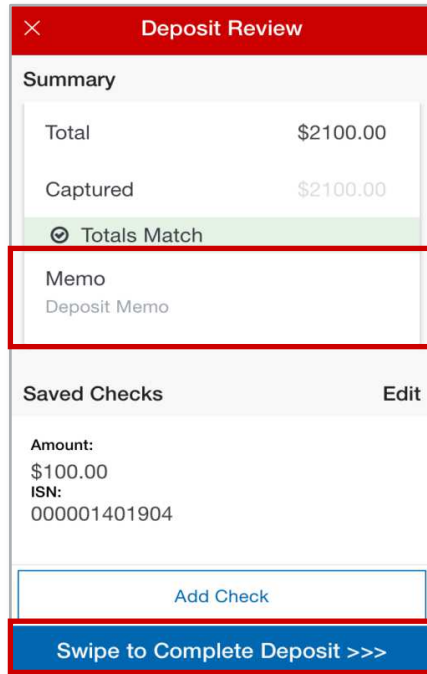 Deposit Review
Summary
Total $2100.00
Captured $2100.00
Totals Match
Memo
Deposit Memo
Saved Checks Edit
Amount:
$100.00
ISN:
000001401904
Add Check
Swipe to Complete Deposit >>>